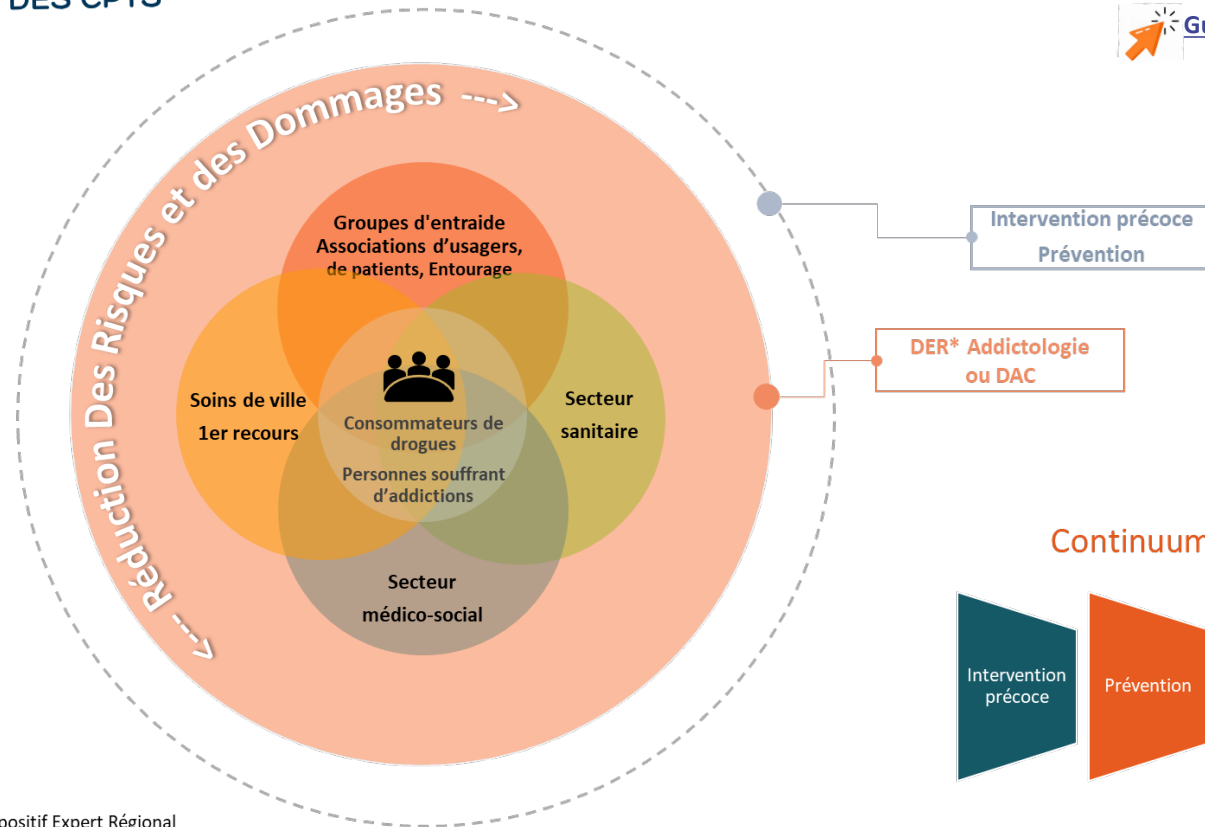 DES CPTS
Gu
<--- Réduction Des Risques et des Dommages --->
Groupes d'entraide
Associations d'usagers,
de patients, Entourage
Soins de ville
1er recours
Secteur
sanitaire
Consommateurs de
drogues
Personnes souffrant
d'addictions
Secteur
médico-social
Intervention précoce
Prévention
DER* Addictologie
ou DAC
Continuum
Intervention
précoce
Prévention
positif Expert Régional